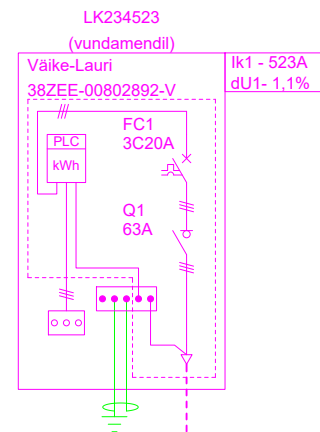 LK234523
(vundamendil)
Väike-Lauri
38ZEE-00802892-V
Ik1 - 523A
dU1- 1,1%
FC1
3C20A
PLC
kWh
Q1
63A